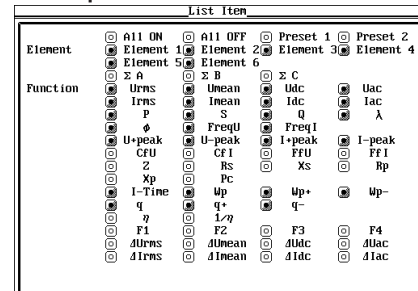 List Item
All ON All OFF Preset 1 Preset 2
Element Element 1 Element 2 Element 3 Element 4
Element 5 Element 6
Σ A Σ B Σ C
Function Urms Umean Udc Uac
Irms Imean Idc Iac
P S Q λ
ϕ FreqU FreqI
U+peak U-peak I+peak I-peak
CfU CfI FfU FfI
Z Rs Xs Rp
Xp Pc
I-Time Wp Wp+ Wp-
q q+ q-
η 1/η
F1 F2 F3 F4
ΔUrms ΔUmean ΔUdc ΔUac
ΔIrms ΔImean ΔIdc ΔIac